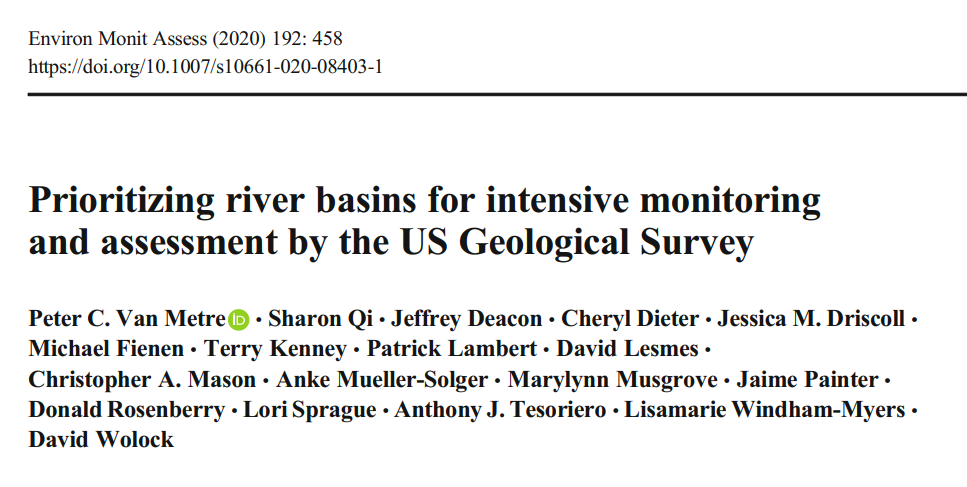 Environ Monit Assess (2020) 192: 458
https://doi.org/10.1007/s10661-020-08403-1
Prioritizing river basins for intensive monitoring
and assessment by the US Geological Survey
Peter C. Van Metre iD · Sharon Qi · Jeffrey Deacon · Cheryl Dieter · Jessica M. Driscoll ·
Michael Fienen · Terry Kenney · Patrick Lambert · David Lesmes ·
Christopher A. Mason · Anke Mueller-Solger · Marylynn Musgrove · Jaime Painter ·
Donald Rosenberry · Lori Sprague · Anthony J. Tesoriero · Lisamarie Windham-Myers ·
David Wolock